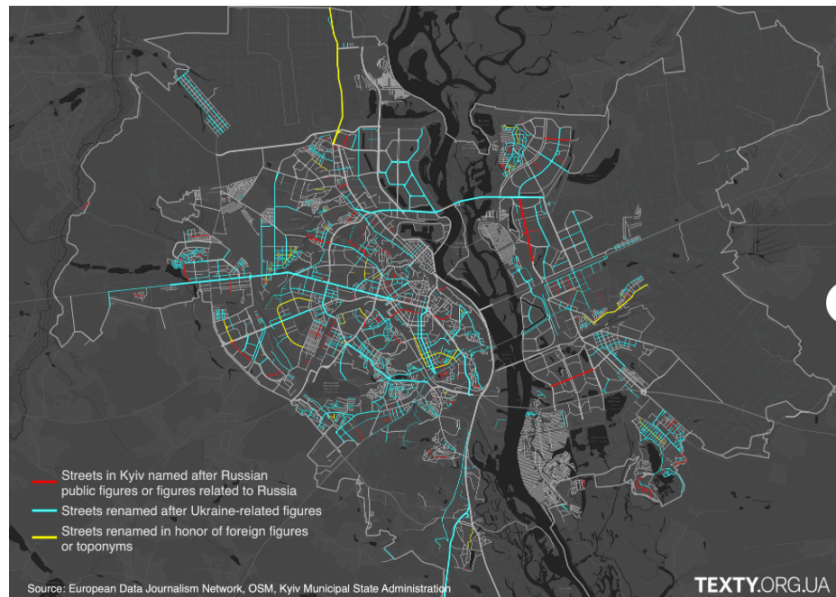 Streets in Kyiv named after Russian
public figures or figures related to Russia
Streets renamed after Ukraine-related figures
Streets renamed in honor of foreign figures
or toponyms
Source: European Data Journalism Network, OSM, Kyiv Municipal State Administration
TEXTY.ORG.UA